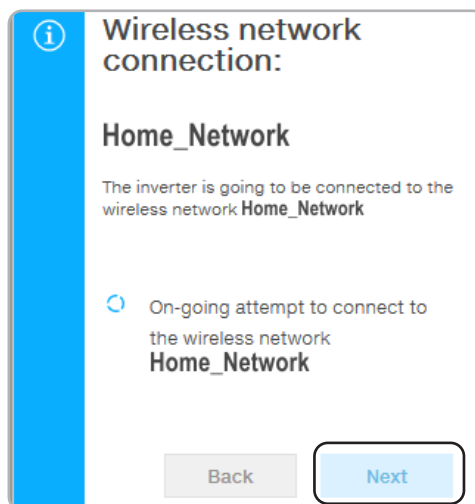 Wireless network
connection:
Home_Network
The inverter is going to be connected to the
wireless network Home_Network
On-going attempt to connect to
the wireless network
Home_Network
Back Next